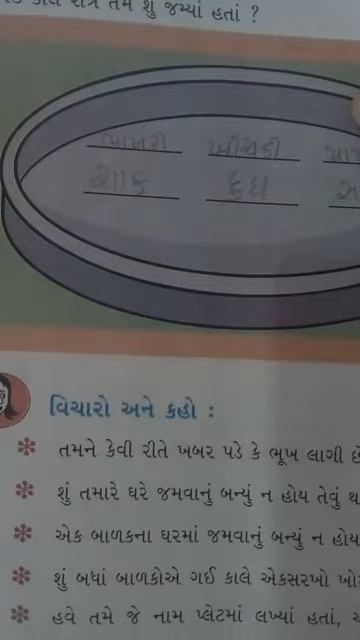 રાત્રે તમે શું જમ્યાં હતાં ?
ભાખરી ખીચડી
શાક દૂધ
વિચારો અને કહો :
તમને કેવી રીતે ખબર પડે કે ભૂખ લાગી છે
શું તમારે ઘરે જમવાનું બન્યું ન હોય તેવું
એક બાળકના ઘરમાં જમવાનું બન્યું ન હોય
શું બધાં બાળકોએ ગઈ કાલે એકસરખો
હવે તમે જે નામ પ્લેટમાં લખ્યાં હતાં,